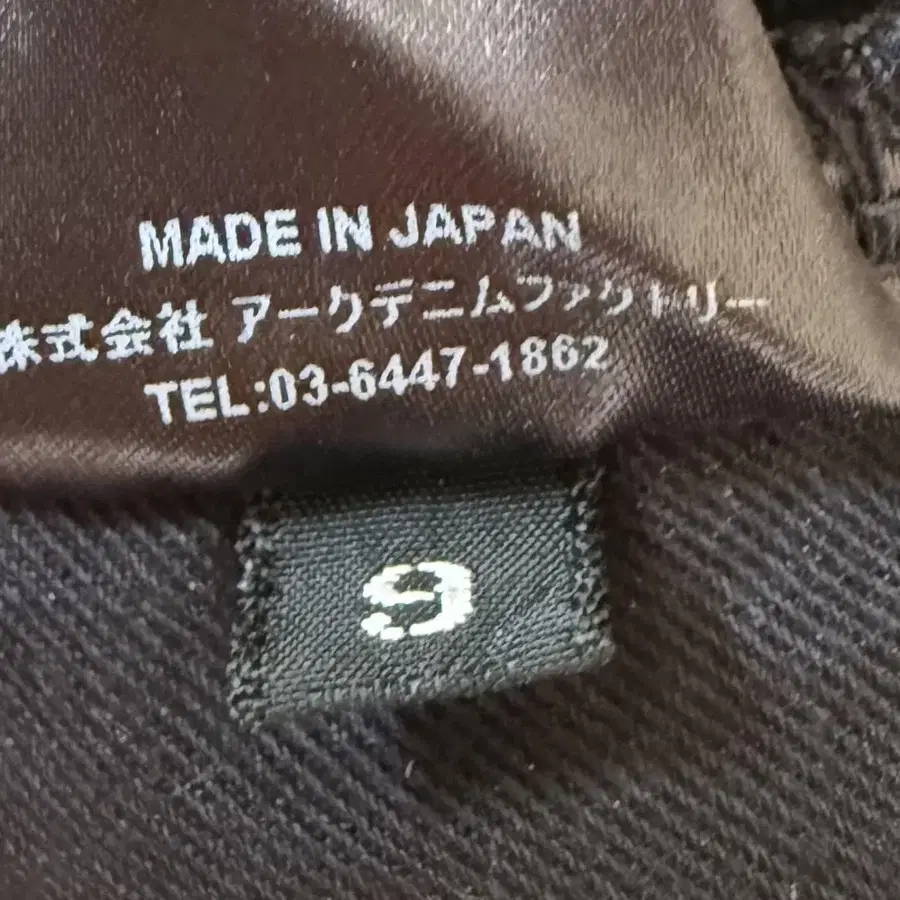 MADE IN JAPAN
株式会社 アークデニムファクトリー
TEL:03-6447-1862
9